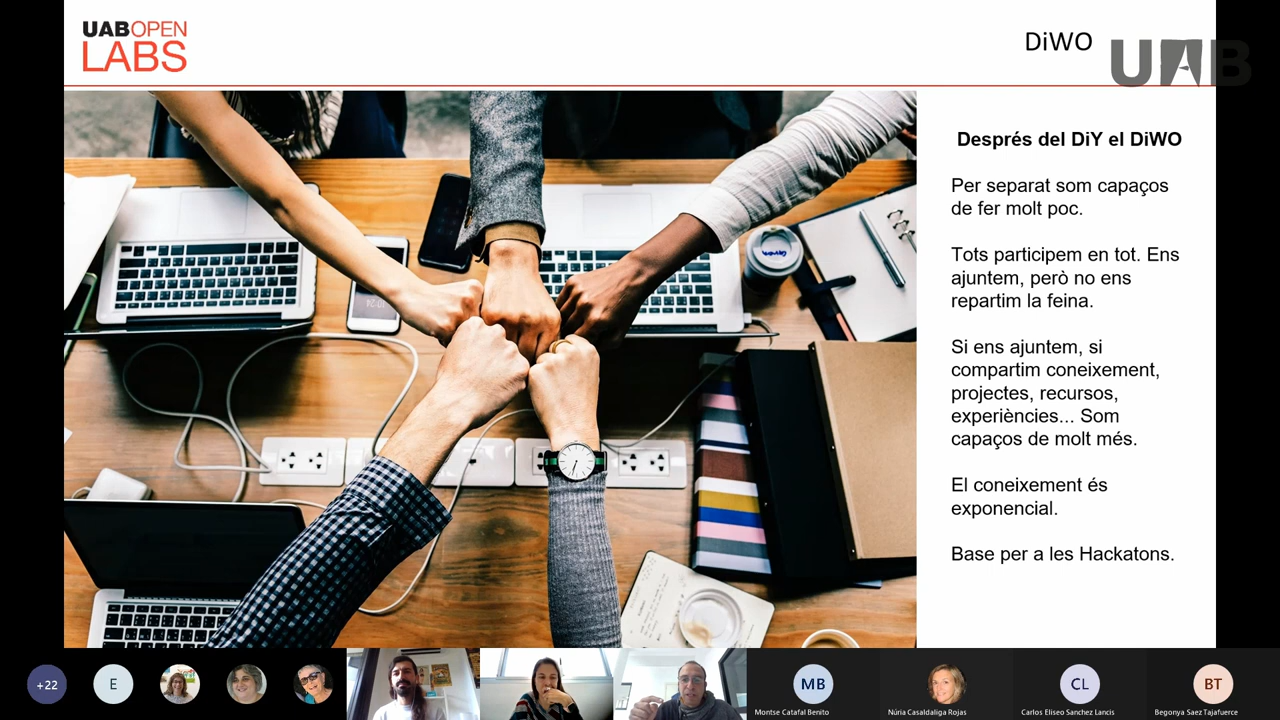 UABOPEN
LABS
DiWO
UAB
Després del DiY el DiWO
Per separat som capaços
de fer molt poc.
Tots participem en tot. Ens
ajuntem, però no ens
repartim la feina.
Si ens ajuntem, si
compartim coneixement,
projectes, recursos,
experiències... Som
capaços de molt més.
El coneixement és
exponencial.
Base per a les Hackatons.
+22
E
MB
CL
BT
Montse Catafal Benito
Núria Casaldaliga Rojas
Carlos Eliseo Sanchez Lancis
Begonya Saez Tajafuerce